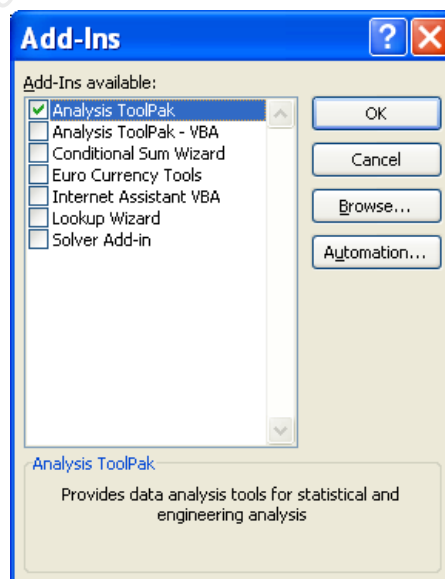 Add-Ins
Add-Ins available:
Analysis ToolPak
Analysis ToolPak - VBA
Conditional Sum Wizard
Euro Currency Tools
Internet Assistant VBA
Lookup Wizard
Solver Add-in
OK
Cancel
Browse...
Automation...
Analysis ToolPak
Provides data analysis tools for statistical and
engineering analysis